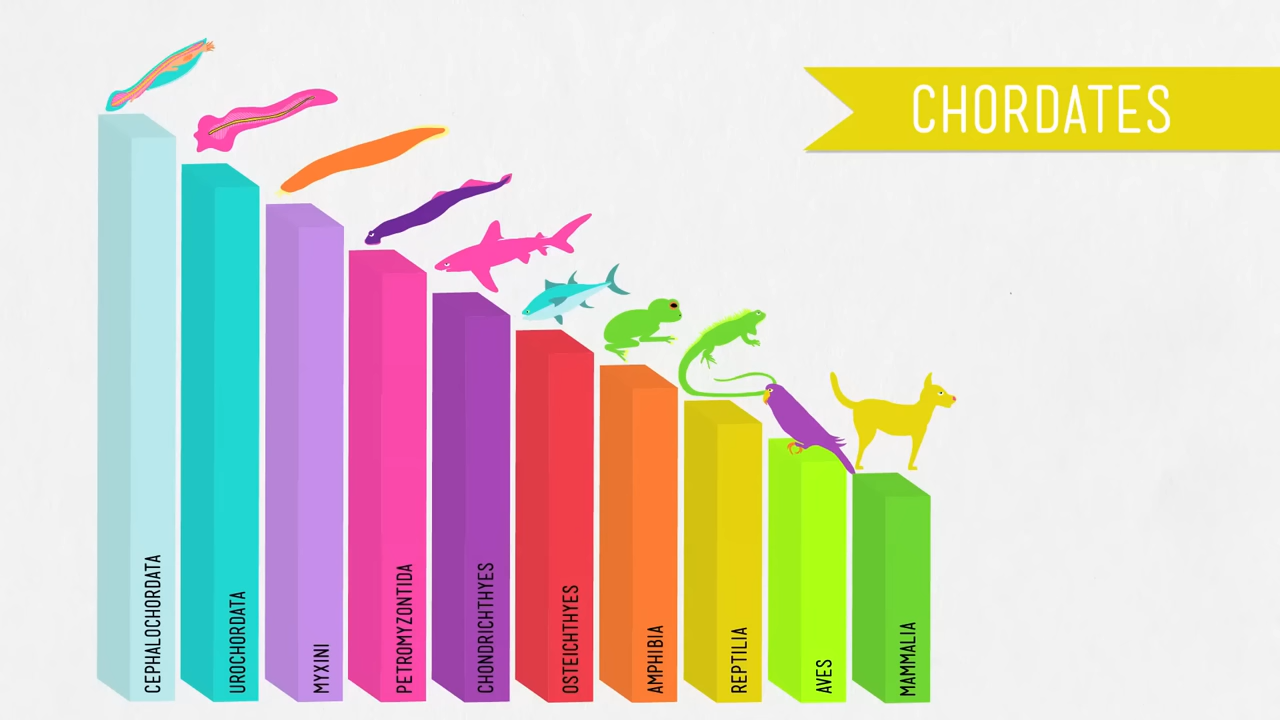 CHORDATES
CEPHALOCHORDATA
UROCHORDATA
MYXINI
PETROMYZONTIDA
CHONDRICHTHYES
OSTEICHTHYES
AMPHIBIA
REPTILIA
AVES
MAMMALIA